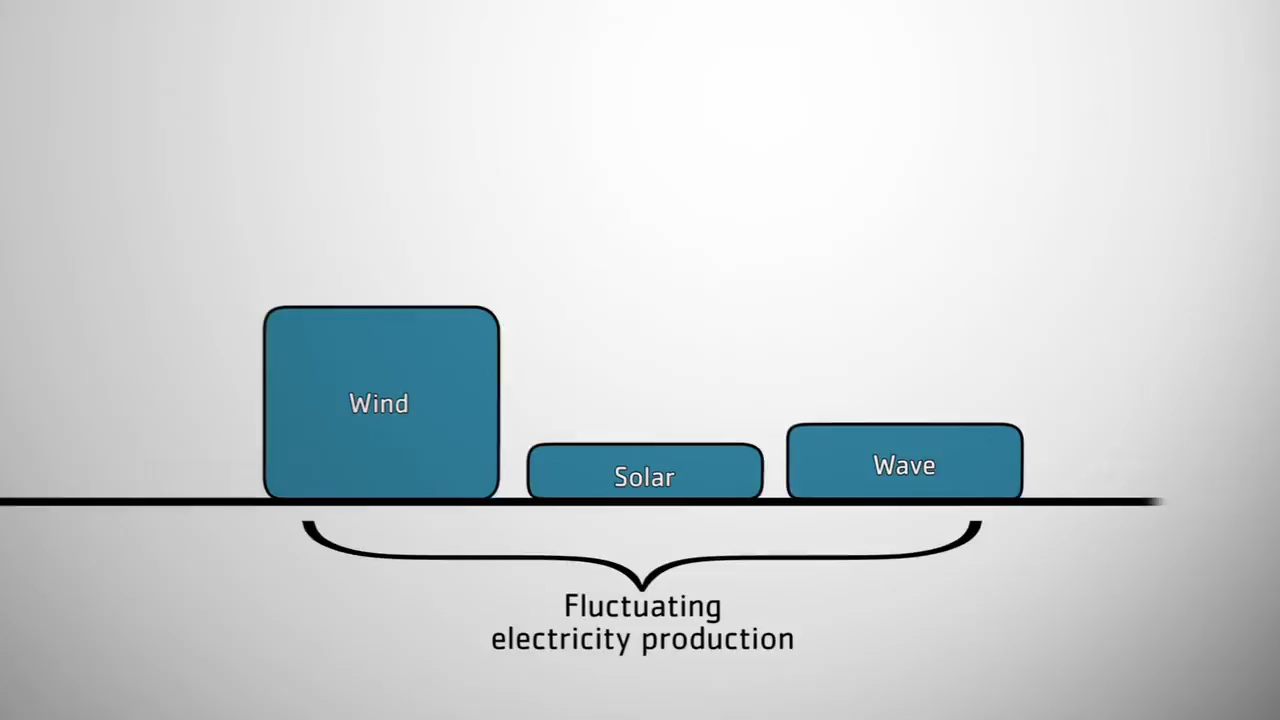 Wind
Solar
Wave
Fluctuating
electricity production